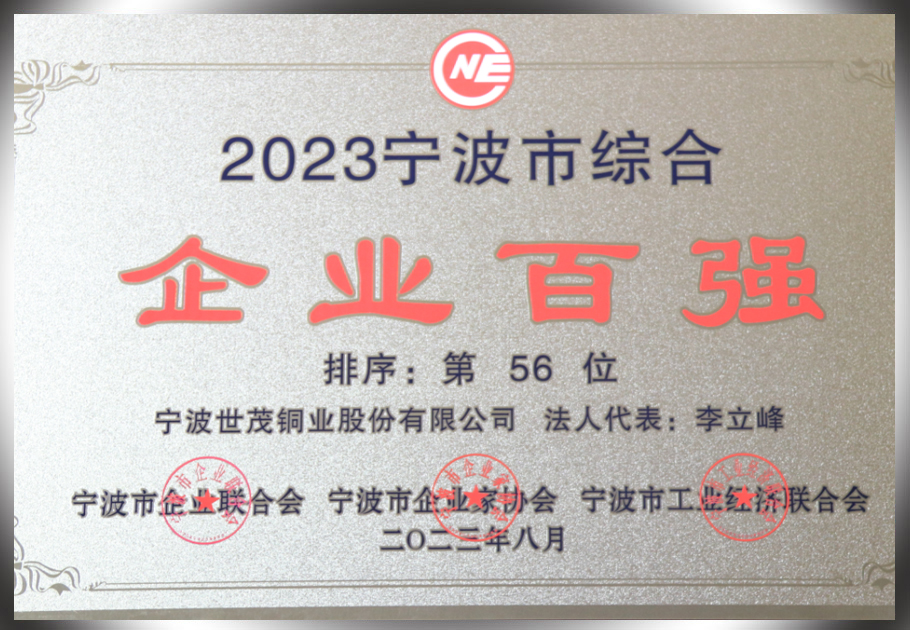 NE
2023宁波市综合
企业百强
排序：第 56 位
宁波世茂铜业股份有限公司 法人代表：李立峰
宁波市企业联合会 宁波市企业家协会 宁波市工业经济联合会
二O二三年八月